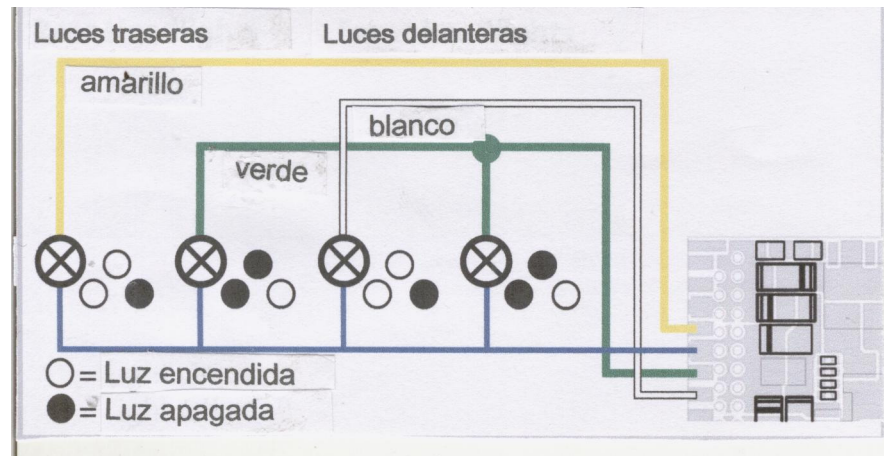 Luces traseras
Luces delanteras
amarillo
blanco
verde
= Luz encendida
= Luz apagada